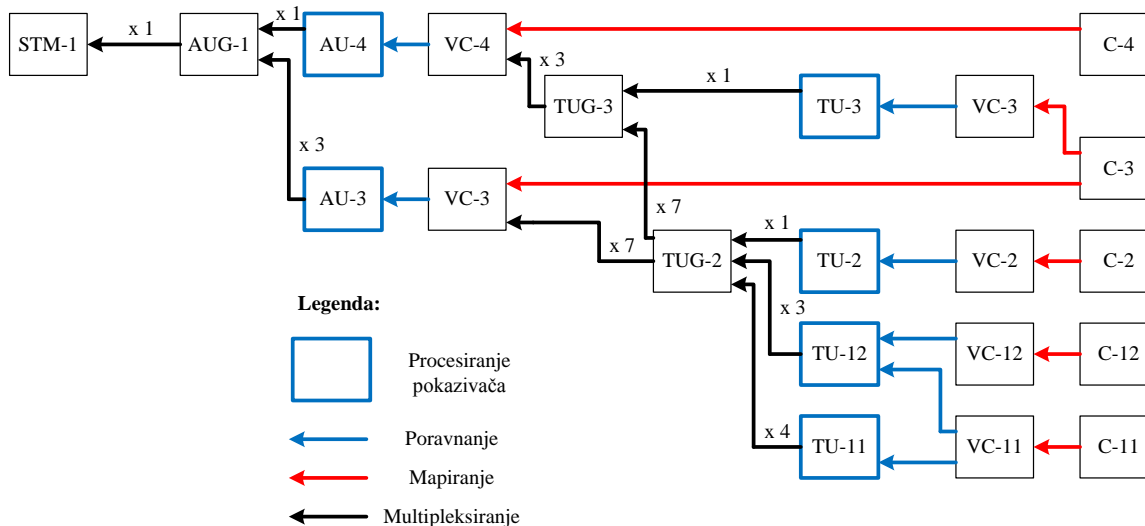 x 1
x 1
STM-1
AUG-1
AU-4
VC-4
C-4
x 3
x 1
TUG-3
TU-3
VC-3
x 3
C-3
AU-3
VC-3
x 7
x 1
x 7
TUG-2
TU-2
VC-2
C-2
Legenda:
x 3
Procesiranje
pokazivača
TU-12
VC-12
C-12
x 4
Poravnanje
TU-11
VC-11
C-11
Mapiranje
Multipleksiranje